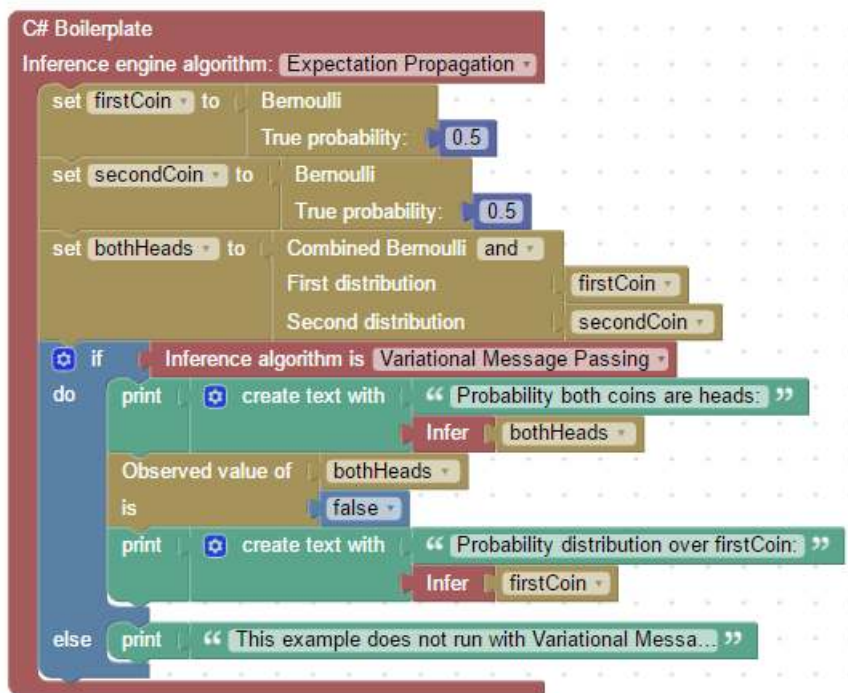 C# Boilerplate
Inference engine algorithm: Expectation Propagation
set firstCoin to Bernoulli
True probability: 0.5
set secondCoin to Bernoulli
True probability: 0.5
set bothHeads to Combined Bernoulli and
First distribution firstCoin
Second distribution secondCoin
if Inference algorithm is Variational Message Passing
do print create text with “ Probability both coins are heads: ”
Infer bothHeads
Observed value of bothHeads
is false
print create text with “ Probability distribution over firstCoin: ”
Infer firstCoin
else print “ This example does not run with Variational Messa... ”